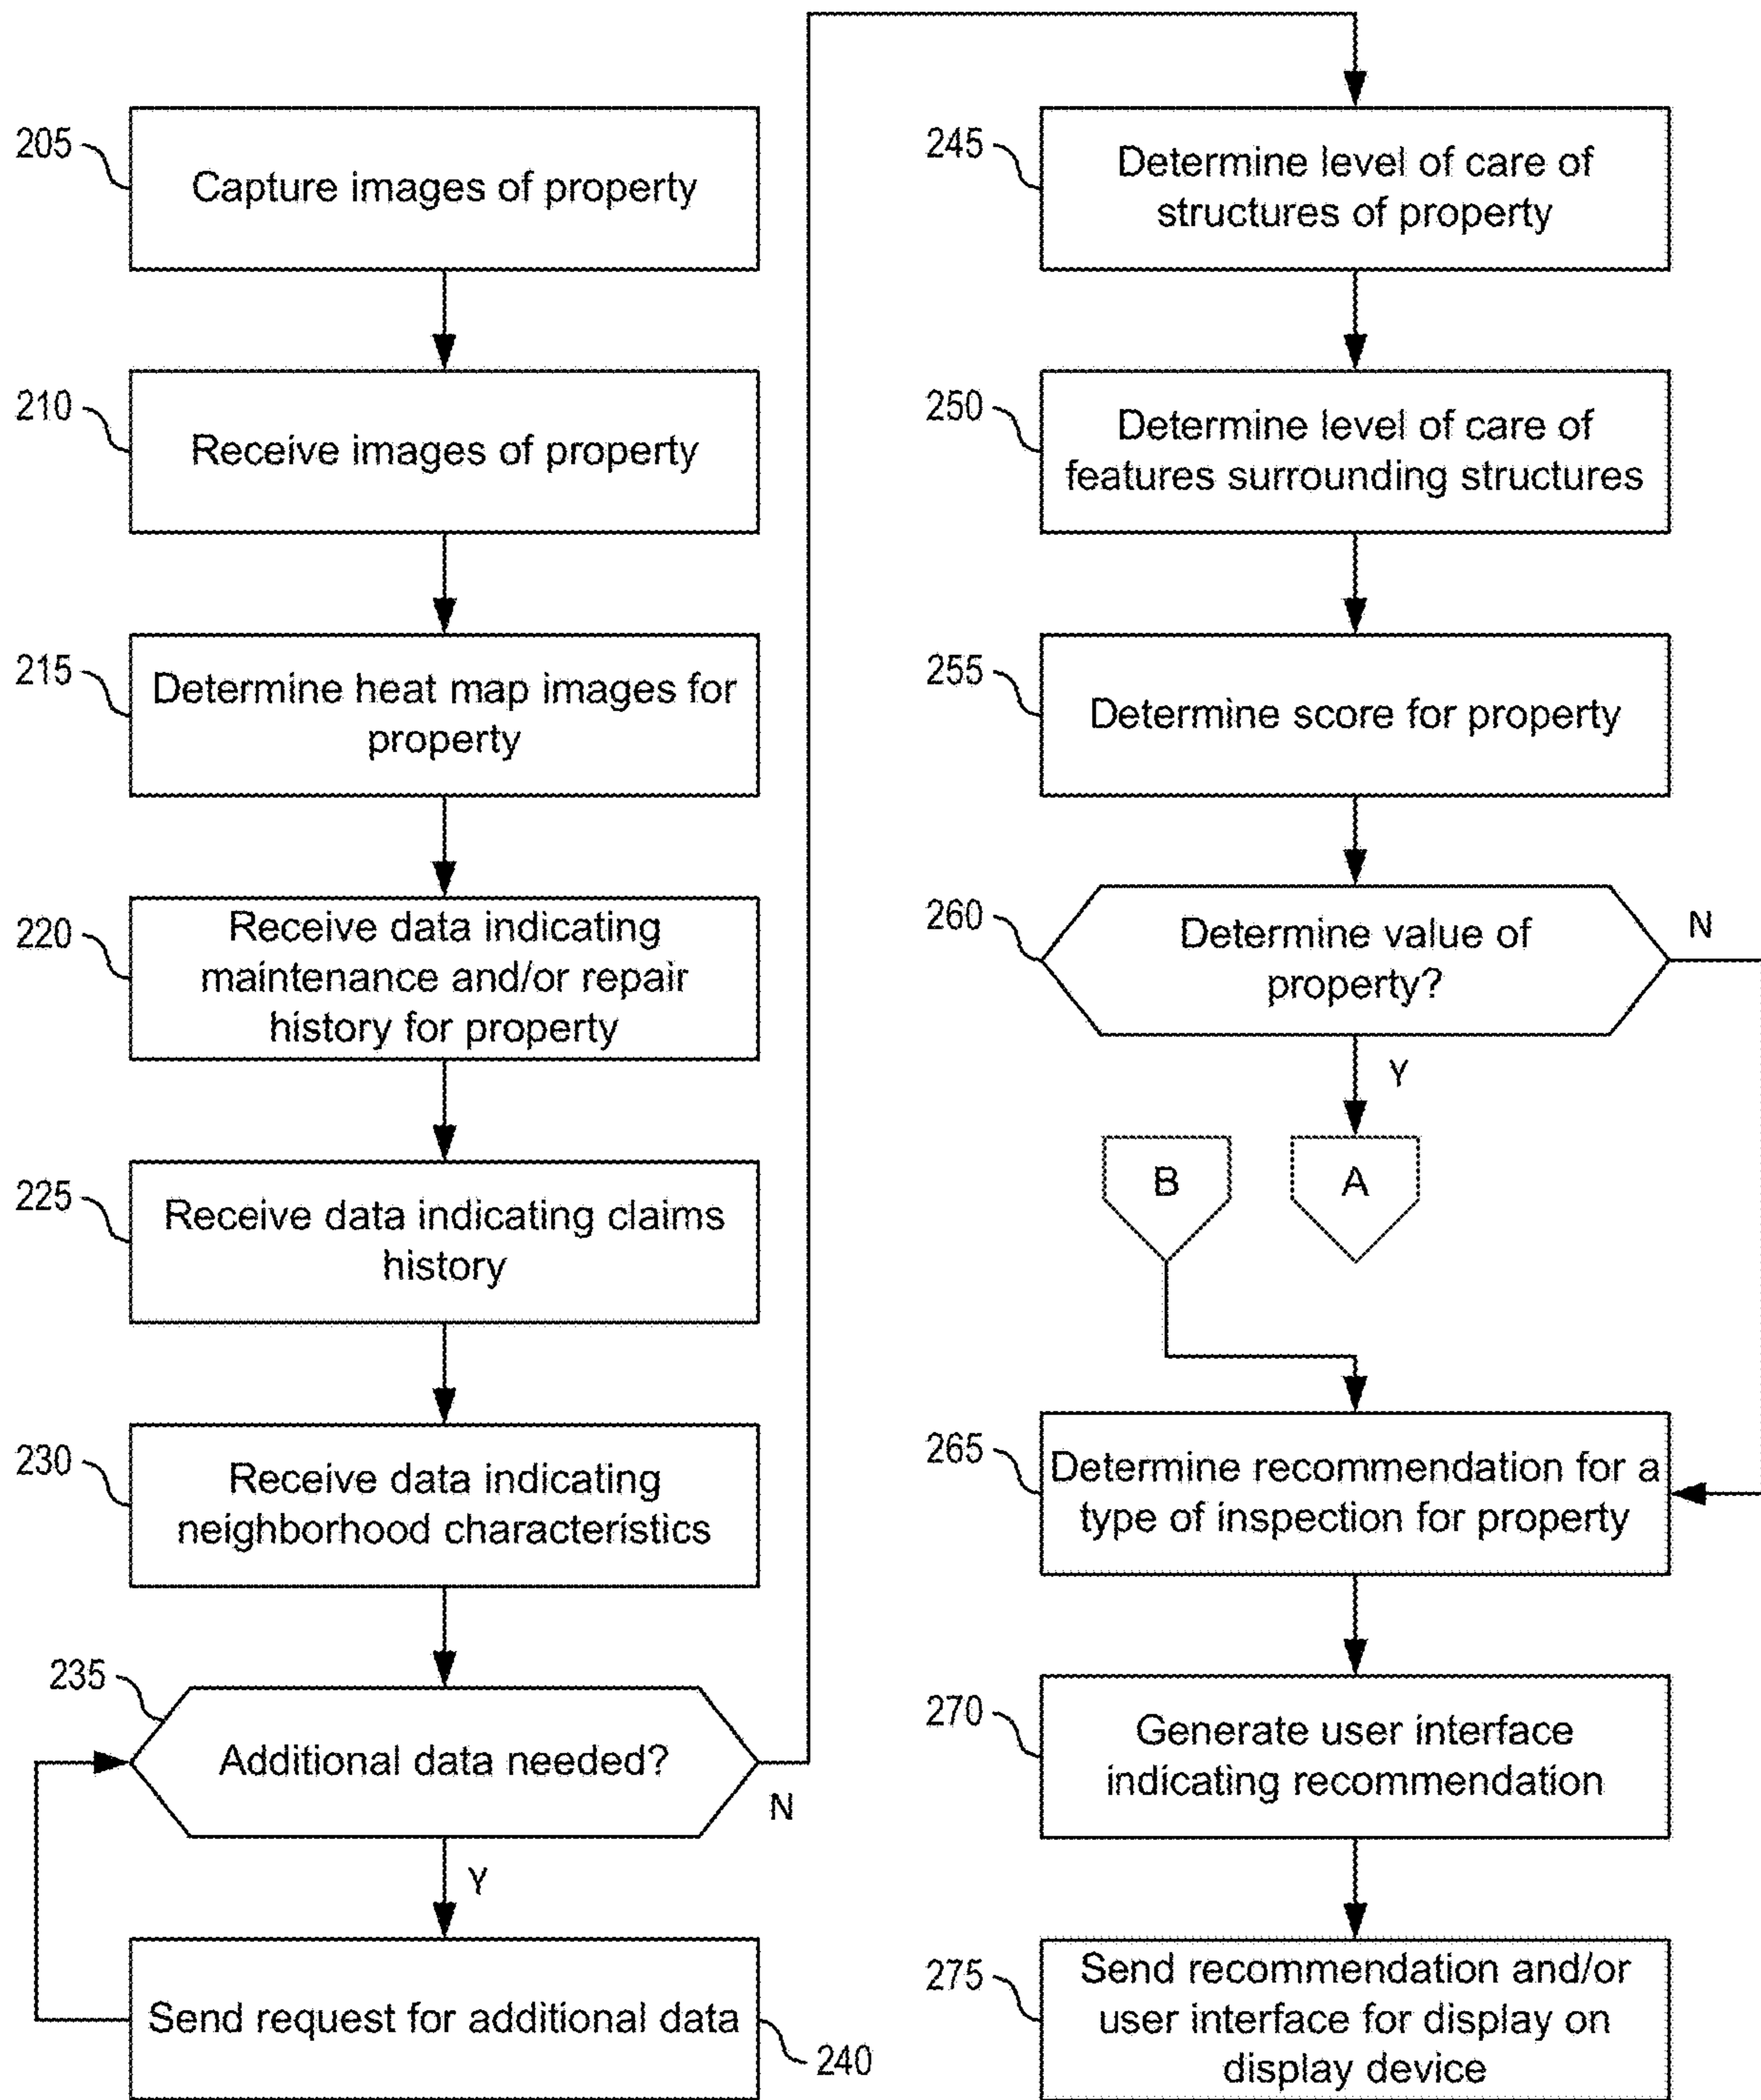 205
Capture images of property
210
Receive images of property
215
Determine heat map images for
property
220
Receive data indicating
maintenance and/or repair
history for property
225
Receive data indicating claims
history
230
Receive data indicating
neighborhood characteristics
235
Additional data needed?
N
Y
Send request for additional data
240
245
Determine level of care of
structures of property
250
Determine level of care of
features surrounding structures
255
Determine score for property
260
Determine value of
property?
N
Y
B
A
265
Determine recommendation for a
type of inspection for property
270
Generate user interface
indicating recommendation
275
Send recommendation and/or
user interface for display on
display device